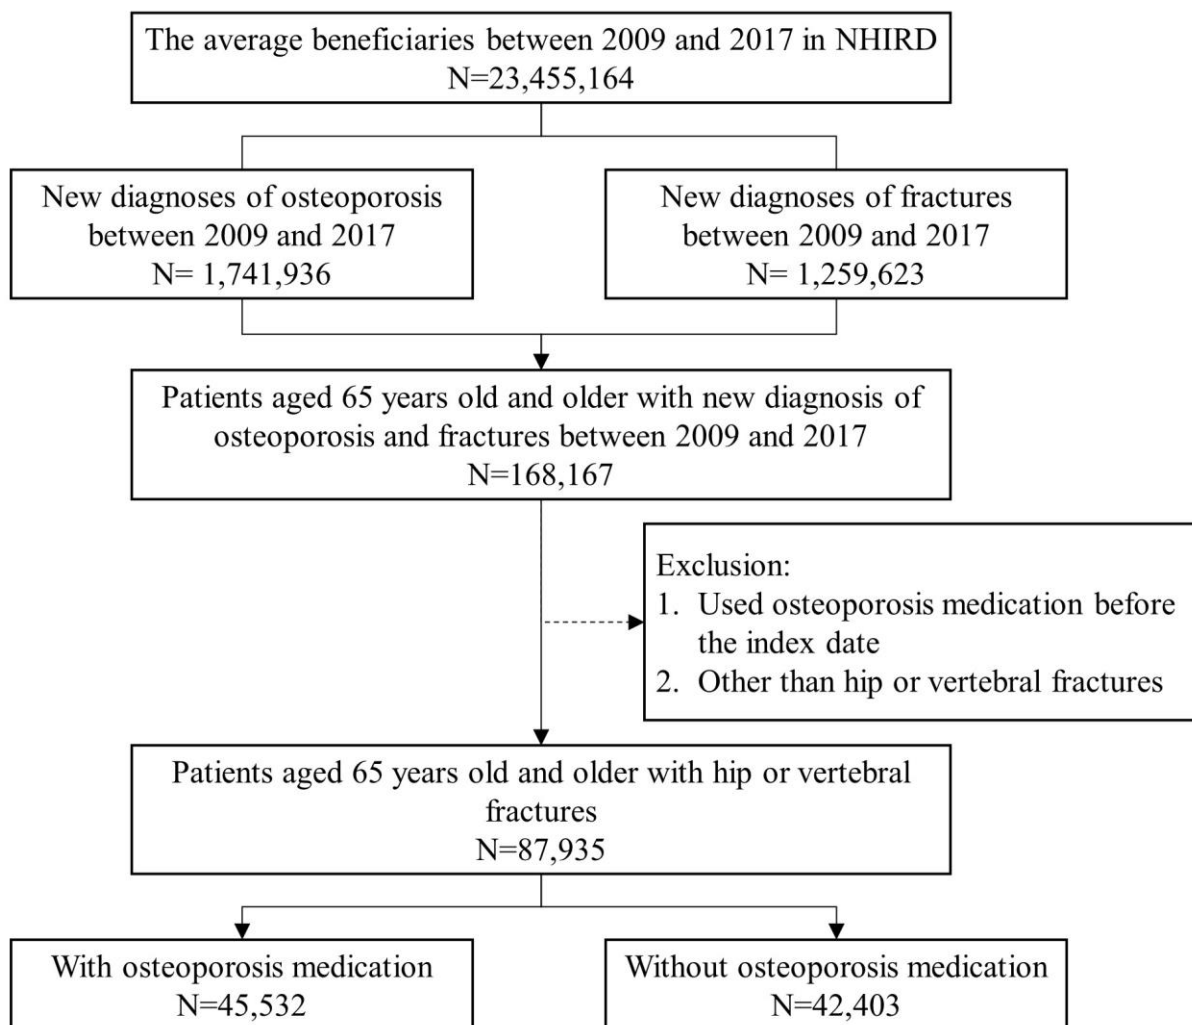 The average beneficiaries between 2009 and 2017 in NHIRD
N=23,455,164
New diagnoses of osteoporosis
between 2009 and 2017
N= 1,741,936
New diagnoses of fractures
between 2009 and 2017
N= 1,259,623
Patients aged 65 years old and older with new diagnosis of
osteoporosis and fractures between 2009 and 2017
N=168,167
Exclusion:
1. Used osteoporosis medication before
the index date
2. Other than hip or vertebral fractures
Patients aged 65 years old and older with hip or vertebral
fractures
N=87,935
With osteoporosis medication
N=45,532
Without osteoporosis medication
N=42,403